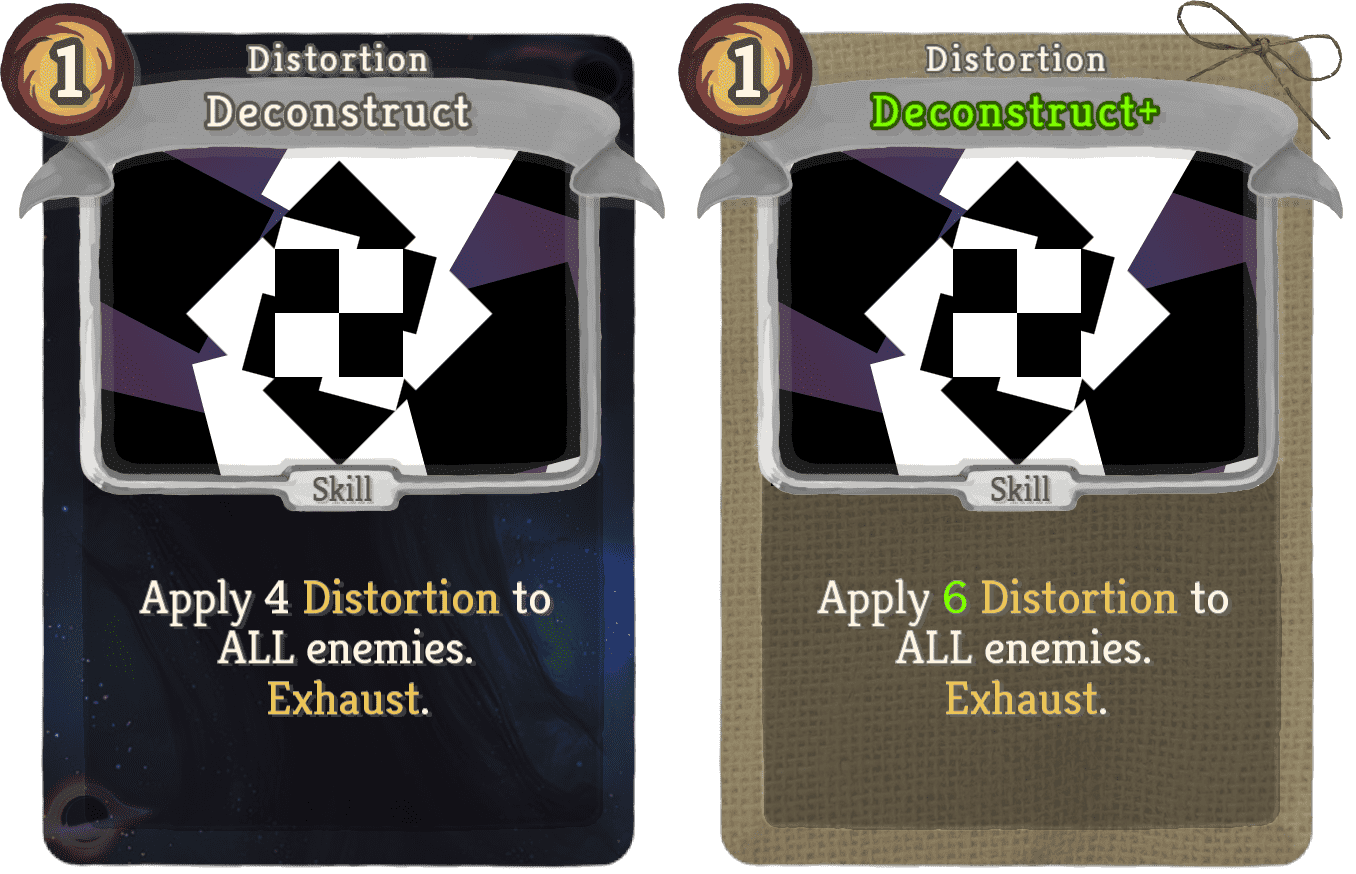 1
Distortion
Deconstruct
Skill
Apply 4 Distortion to
ALL enemies.
Exhaust.
1
Distortion
Deconstruct+
Skill
Apply 6 Distortion to
ALL enemies.
Exhaust.